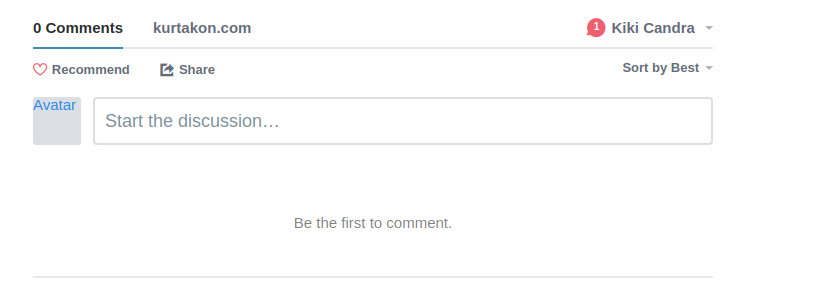 0 Comments kurtakon.com 1 Kiki Candra
Recommend Share Sort by Best
Avatar Start the discussion…
Be the first to comment.